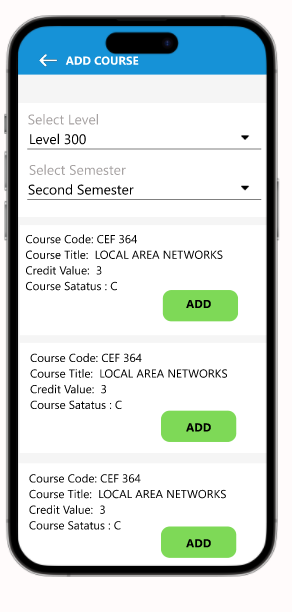 ADD COURSE
Select Level
Level 300
Select Semester
Second Semester
Course Code: CEF 364
Course Title: LOCAL AREA NETWORKS
Credit Value: 3
Course Satatus : C
ADD
Course Code: CEF 364
Course Title: LOCAL AREA NETWORKS
Credit Value: 3
Course Satatus : C
ADD
Course Code: CEF 364
Course Title: LOCAL AREA NETWORKS
Credit Value: 3
Course Satatus : C
ADD